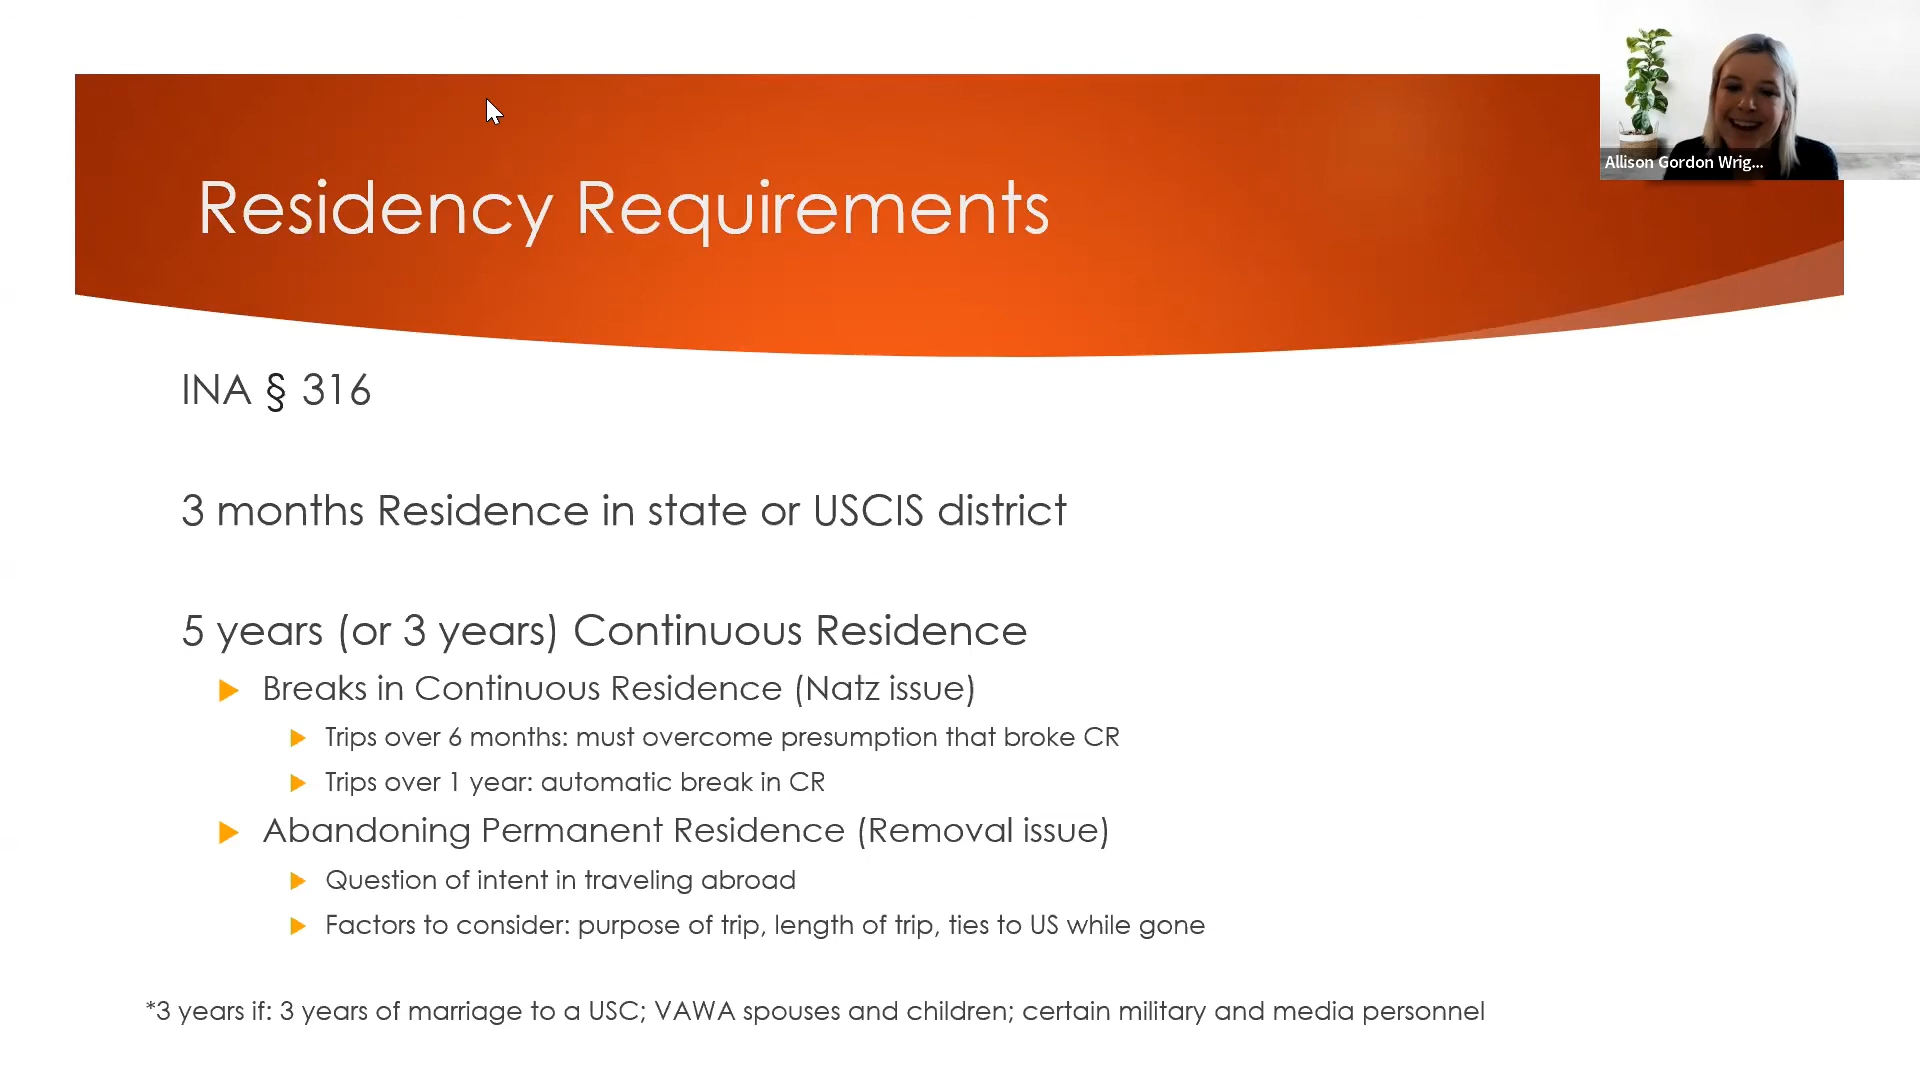 Allison Gordon Wrig...
Residency Requirements
INA § 316
3 months Residence in state or USCIS district
5 years (or 3 years) Continuous Residence
Breaks in Continuous Residence (Natz issue)
Trips over 6 months: must overcome presumption that broke CR
Trips over 1 year: automatic break in CR
Abandoning Permanent Residence (Removal issue)
Question of intent in traveling abroad
Factors to consider: purpose of trip, length of trip, ties to US while gone
*3 years if: 3 years of marriage to a USC; VAWA spouses and children; certain military and media personnel